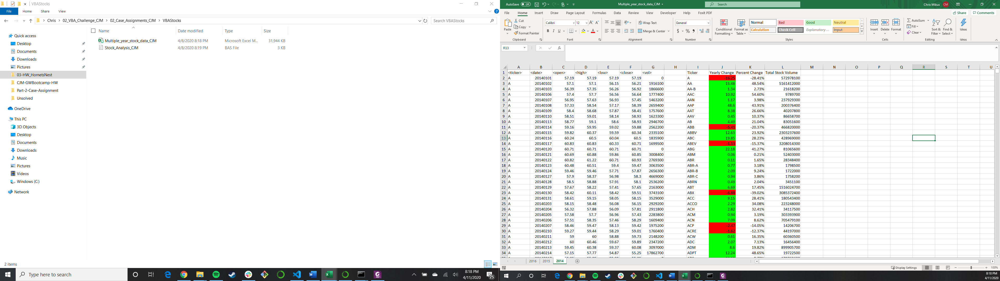 VBAStocks
File Home Share View
Chris 02_VBA_Challenge_CJM 02_Case_Assignments_CJM VBAStocks
Search VBAStocks
Name Date modified Type Size
Quick access
Desktop
Documents
Downloads
Pictures
03-HW_HornetsNest
CJM-GWBootcamp-HW
Part-2-Case-Assignment
Unsolved
OneDrive
This PC
3D Objects
Desktop
Documents
Downloads
Music
Pictures
Videos
Windows (C:)
Network
Multiple_year_stock_data_CJM 4/8/2020 8:18 PM Microsoft Excel M... 31,944 KB
Stock_Analysis_CJM 4/8/2020 8:19 PM BAS File 3 KB
2 items
Type here to search
8:18 PM
4/11/2020
25
AutoSave Off Multiple_year_stock_data_CJM Search Chris Mikus CM
File Home Insert Draw Page Layout Formulas Data Review View Developer Help Foxit PDF Share Comments
Paste Cut Copy Format Painter
Calibri 12
B I U
Wrap Text
Merge & Center
General
$ % ,
Conditional Formatting Format as Table
Normal Bad Good Neutral
Calculation Check Cell Explanatory ... Input
Insert Delete Format
AutoSum Fill Clear
Sort & Filter Find & Select
Ideas
Clipboard Font Alignment Number Styles Cells Editing Ideas
R13 fx
A B C D E F G H I J K L M N O P Q R S T U
1 <ticker> <date> <open> <high> <low> <close> <vol> Ticker Yearly Change Percent Change Total Stock Volume
2 A 20140101 57.19 57.19 57.19 57.19 0 A -16.25 -28.41% 572978100
3 A 20140102 57.1 57.1 56.15 56.21 1916100 AA 15.48 48.54% 5161412000
4 A 20140103 56.39 57.35 56.26 56.92 1866600 AA-B 1.34 2.73% 21618200
5 A 20140106 57.4 57.7 56.56 56.64 1777400 AAC 10.92 54.60% 9789700
6 A 20140107 56.95 57.63 56.93 57.45 1463200 AAN 1.17 3.98% 237929300
7 A 20140108 57.33 58.54 57.17 58.39 2659400 AAP 48.6 43.91% 200376400
8 A 20140109 58.4 58.68 57.87 58.41 1757600 AAT 8.38 26.66% 40207800
9 A 20140110 58.51 59.01 58.14 58.93 1623300 AAV 0.45 10.37% 86658700
10 A 20140113 58.77 59.1 58.6 58.93 2946700 AB 4.49 21.04% 83051600
11 A 20140114 59.16 59.95 59.02 59.88 2562200 ABB -5.41 -20.37% 466820000
12 A 20140115 59.82 60.37 59.59 60.34 2335100 ABBV 12.63 23.92% 2303237600
13 A 20140116 60.24 60.5 60.04 60.5 1835900 ABC 19.85 28.23% 428969000
14 A 20140117 60.83 60.83 60.33 60.71 1699500 ABEV -1.13 -15.37% 3208014300
15 A 20140120 60.71 60.71 60.71 60.71 0 ABG 22.18 41.27% 81065600
16 A 20140121 60.69 60.88 59.86 60.85 3008400 ABM 0.06 0.21% 52403000
17 A 20140122 60.82 61.22 60.71 60.93 2769300 ABR 0.11 1.65% 28348400
18 A 20140123 60.48 60.51 59.4 59.47 3063500 ABR-A 0.77 3.18% 1798500
19 A 20140124 59.46 59.46 57.71 57.87 2656300 ABR-B 2.09 9.24% 1722000
20 A 20140127 57.9 58.37 56.98 58.3 4669000 ABR-C 0.94 3.86% 1758200
21 A 20140128 58.5 58.88 57.91 58.1 2536200 ABRN 0.49 2.04% 3451100
22 A 20140129 57.67 58.22 57.41 57.65 2163000 ABT 6.69 17.45% 1516024700
23 A 20140130 58.42 60.11 58.42 59.51 3743100 ABX -6.88 -39.02% 3085372400
24 A 20140131 58.61 59.15 58.05 58.15 3529000 ACC 9.15 28.41% 180543400
25 A 20140203 58.15 58.48 56.08 56.15 2929200 ACCO 2.29 34.08% 223248000
26 A 20140204 56.32 57.88 56.09 57.81 2911800 ACH 2.82 32.41% 34117500
27 A 20140205 57.58 57.7 56.96 57.43 2283800 ACM 0.94 3.19% 303393900
28 A 20140206 57.51 58.35 57.46 58.29 1609400 ACN 7.09 8.62% 705479100
29 A 20140207 58.46 59.47 58.13 59.42 1975200 ACP -2.47 -14.05% 14206700
30 A 20140210 59.27 59.44 58.29 59.01 1760400 ACRE -1.62 -12.37% 44197000
31 A 20140211 59 60 58.88 59.73 2148200 ACW 0.61 16.35% 60360500
32 A 20140212 60 60.46 59.67 59.89 2347200 ADC 2.07 7.13% 16456400
33 A 20140213 59.45 60.38 59.37 60.08 3097000 ADM 8.6 19.82% 899905700
34 A 20140214 57.15 57.77 54.87 55.25 17862700 ADPT 12.24 48.65% 19722500
2016 2015 2014
Display Settings 100%
8:18 PM
4/11/2020